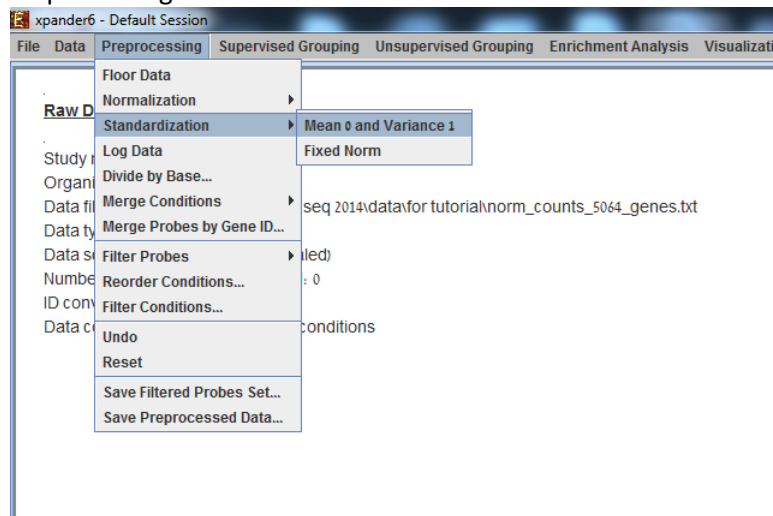 xpander6 - Default Session
File Data Preprocessing Supervised Grouping Unsupervised Grouping Enrichment Analysis Visualizati
Floor Data
Normalization
Raw D
Standardization
Mean 0 and Variance 1
Fixed Norm
Study
Log Data
Organi
Divide by Base...
Data fil
Merge Conditions
seq 2014\data\for tutorial\norm_counts_5064_genes.txt
Data ty
Merge Probes by Gene ID...
Data s
Filter Probes
led)
Numbe
Reorder Conditions...
: 0
ID conv
Filter Conditions...
Data c
conditions
Undo
Reset
Save Filtered Probes Set...
Save Preprocessed Data...